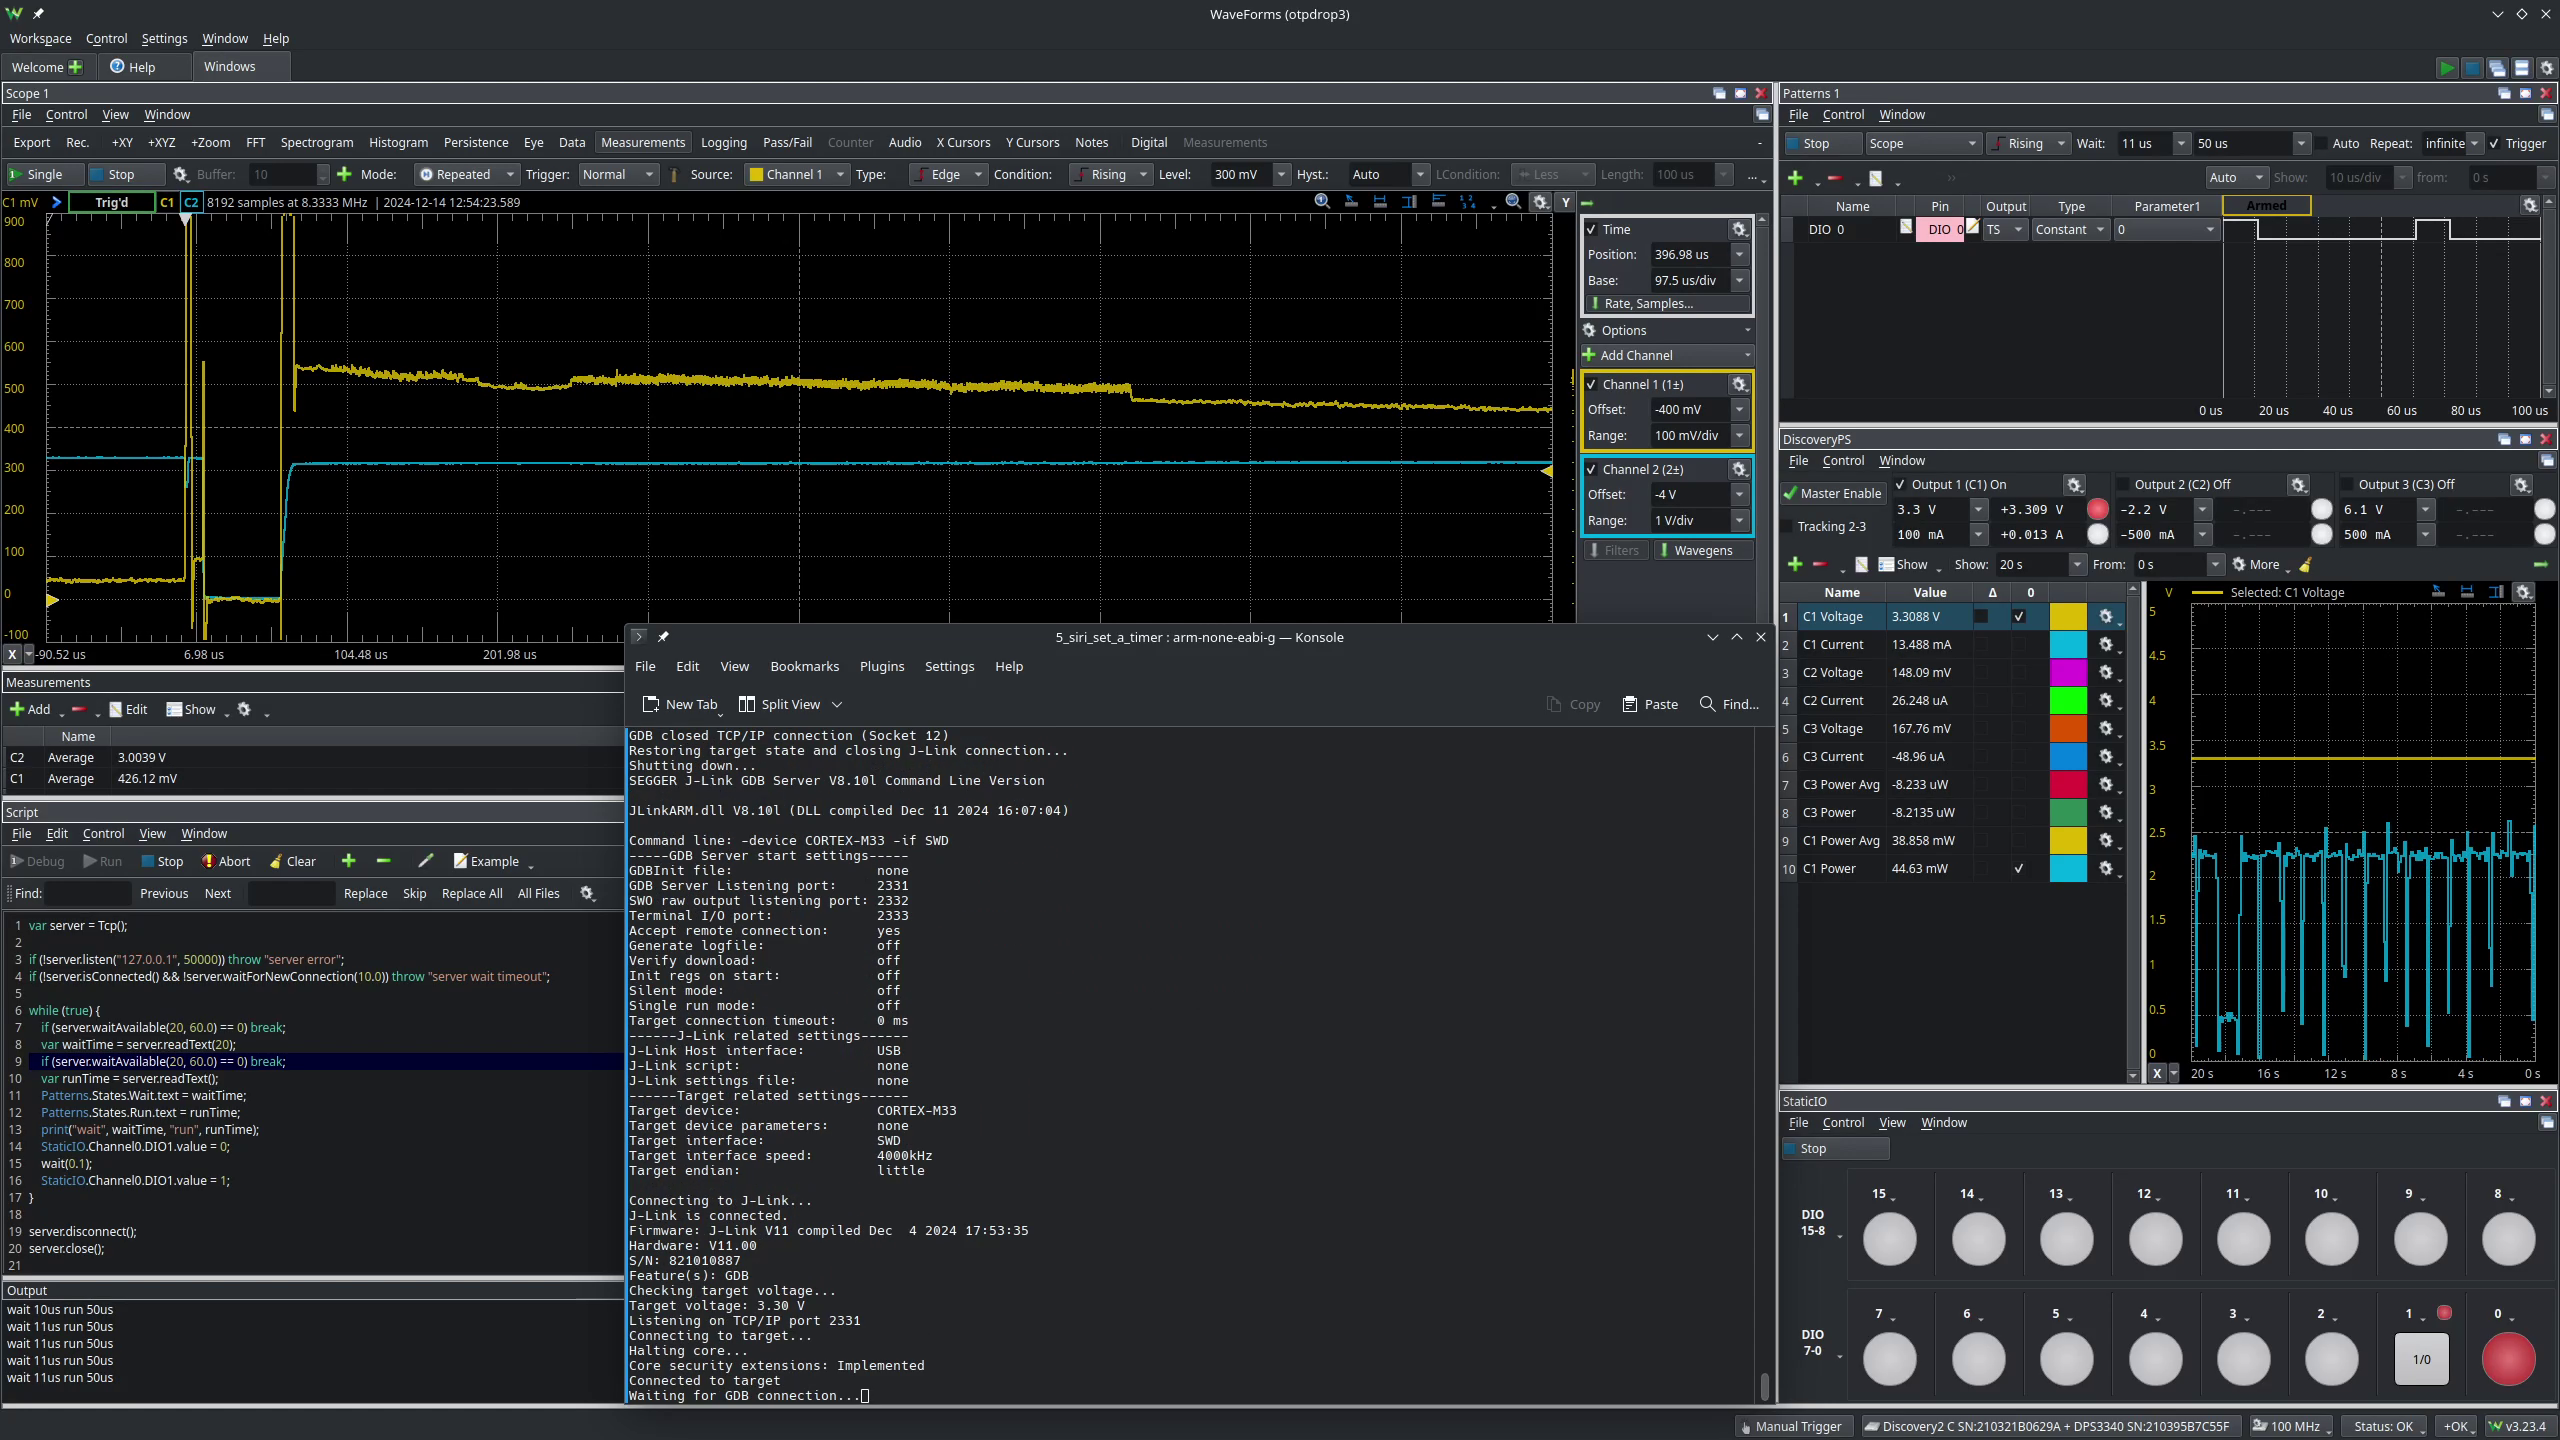 WaveForms (otpdrop3)
Workspace Control Settings Window Help
Welcome Help Windows
Scope 1
File Control View Window
Export Rec. +XY +XYZ +Zoom FFT Spectrogram Histogram Persistence Eye Data Measurements Logging Pass/Fail Counter Audio X Cursors Y Cursors Notes Digital Measurements
Single Stop Buffer: 10 Mode: Repeated Trigger: Normal Source: Channel 1 Type: Edge Condition: Rising Level: 300 mV Hyst.: Auto LCondition: Less Length: 100 us ...
C1 mV Trig'd C1 C2 8192 samples at 8.3333 MHz | 2024-12-14 12:54:23.589 Y
900
800
700
600
500
400
300
200
100
0
-100
X -90.52 us 6.98 us 104.48 us 201.98 us
Time
Position: 396.98 us
Base: 97.5 us/div
Rate, Samples...
Options
Add Channel
Channel 1 (1±)
Offset: -400 mV
Range: 100 mV/div
Channel 2 (2±)
Offset: -4 V
Range: 1 V/div
Filters Wavegens
Measurements
Add Edit Show
Name
C2 Average 3.0039 V
C1 Average 426.12 mV
Script
File Edit Control View Window
Debug Run Stop Abort Clear Example
Find: Previous Next Replace Skip Replace All All Files
1 var server = Tcp();
2
3 if (!server.listen("127.0.0.1", 50000)) throw "server error";
4 if (!server.isConnected() && !server.waitForNewConnection(10.0)) throw "server wait timeout";
5
6 while (true) {
7 if (server.waitAvailable(20, 60.0) == 0) break;
8 var waitTime = server.readText(20);
9 if (server.waitAvailable(20, 60.0) == 0) break;
10 var runTime = server.readText();
11 Patterns.States.Wait.text = waitTime;
12 Patterns.States.Run.text = runTime;
13 print("wait", waitTime, "run", runTime);
14 StaticIO.Channel0.DIO1.value = 0;
15 wait(0.1);
16 StaticIO.Channel0.DIO1.value = 1;
17 }
18
19 server.disconnect();
20 server.close();
21
Output
wait 10us run 50us
wait 11us run 50us
wait 11us run 50us
wait 11us run 50us
wait 11us run 50us
5_siri_set_a_timer : arm-none-eabi-g — Konsole
File Edit View Bookmarks Plugins Settings Help
New Tab Split View Copy Paste Find...
GDB closed TCP/IP connection (Socket 12)
Restoring target state and closing J-Link connection...
Shutting down...
SEGGER J-Link GDB Server V8.10l Command Line Version
JLinkARM.dll V8.10l (DLL compiled Dec 11 2024 16:07:04)
Command line: -device CORTEX-M33 -if SWD
-----GDB Server start settings-----
GDBInit file: none
GDB Server Listening port: 2331
SWO raw output listening port: 2332
Terminal I/O port: 2333
Accept remote connection: yes
Generate logfile: off
Verify download: off
Init regs on start: off
Silent mode: off
Single run mode: off
Target connection timeout: 0 ms
------J-Link related settings------
J-Link Host interface: USB
J-Link script: none
J-Link settings file: none
------Target related settings------
Target device: CORTEX-M33
Target device parameters: none
Target interface: SWD
Target interface speed: 4000kHz
Target endian: little
Connecting to J-Link...
J-Link is connected.
Firmware: J-Link V11 compiled Dec  4 2024 17:53:35
Hardware: V11.00
S/N: 821010887
Feature(s): GDB
Checking target voltage...
Target voltage: 3.30 V
Listening on TCP/IP port 2331
Connecting to target...
Halting core...
Core security extensions: Implemented
Connected to target
Waiting for GDB connection...
Patterns 1
File Control Window
Stop Scope Rising Wait: 11 us 50 us Auto Repeat: infinite Trigger
Auto Show: 10 us/div from: 0 s
Name Pin Output Type Parameter1 Armed
DIO 0 DIO 0 TS Constant 0
0 us 20 us 40 us 60 us 80 us 100 us
DiscoveryPS
File Control Window
Master Enable Output 1 (C1) On Output 2 (C2) Off Output 3 (C3) Off
3.3 V +3.309 V -2.2 V -.--- 6.1 V -.---
Tracking 2-3
100 mA +0.013 A -500 mA -.--- 500 mA -.---
Show Show: 20 s From: 0 s More
Name Value Δ 0
1 C1 Voltage 3.3088 V
2 C1 Current 13.488 mA
3 C2 Voltage 148.09 mV
4 C2 Current 26.248 uA
5 C3 Voltage 167.76 mV
6 C3 Current -48.96 uA
7 C3 Power Avg -8.233 uW
8 C3 Power -8.2135 uW
9 C1 Power Avg 38.858 mW
10 C1 Power 44.63 mW
V Selected: C1 Voltage
5
4.5
4
3.5
3
2.5
2
1.5
1
0.5
0
X 20 s 16 s 12 s 8 s 4 s 0 s
StaticIO
File Control View Window
Stop
15 14 13 12 11 10 9 8
DIO
15-8
7 6 5 4 3 2 1 0
DIO
7-0
1/0
Manual Trigger Discovery2 C SN:210321B0629A + DPS3340 SN:210395B7C55F 100 MHz Status: OK +OK v3.23.4